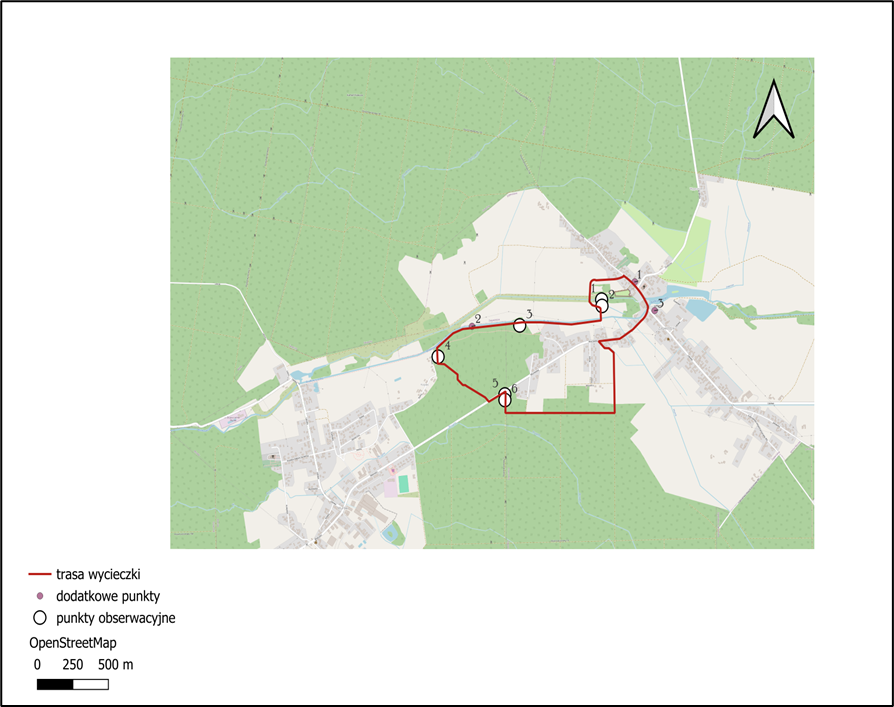 1
1
2
3
3
2
4
5
6
trasa wycieczki
dodatkowe punkty
punkty obserwacyjne
OpenStreetMap
0 250 500 m